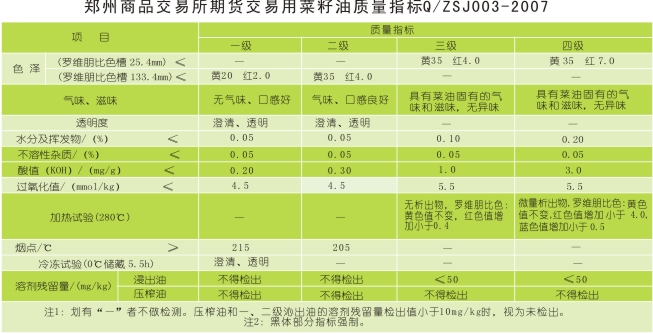 郑州商品交易所期货交易用菜籽油质量指标Q/ZSJ003-2007
项 目 质量指标
一级 二级 三级 四级
色 泽 (罗维朋比色槽 25.4mm) ≤ — — 黄35 红4.0 黄 35 红 7.0
(罗维朋比色槽 133.4mm) ≤ 黄20 红2.0 黄35 红4.0 — —
气味、滋味 无气味、口感好 气味、口感良好 具有菜油固有的气味和滋味，无异味 具有菜油固有的气味和滋味，无异味
透明度 澄清、透明 澄清、透明 — —
水分及挥发物/(%) ≤ 0.05 0.05 0.10 0.20
不溶性杂质/(%) ≤ 0.05 0.05 0.05 0.05
酸值(KOH)/(mg/g) ≤ 0.20 0.30 1.0 3.0
过氧化值/(mmol/kg) ≤ 4.5 4.5 5.5 5.5
加热试验(280℃) — — 无析出物，罗维朋比色：黄色值不变，红色值增加小于0.4 微量析出物,罗维朋比色:黄色值不变,红色值增加小于 4.0,蓝色值增加小于0.5
烟点/℃ > 215 205 — —
冷冻试验(0℃储藏5.5h) 澄清、透明 — — —
溶剂残留量/(mg/kg) 浸出油 不得检出 不得检出 ≤50 ≤50
压榨油 不得检出 不得检出 不得检出 不得检出
注1：划有“—”者不做检测。压榨油和一、二级沁出油的溶剂残留量检出值小于10mg/kg时，视为未检出。
注2：黑体部分指标强制。